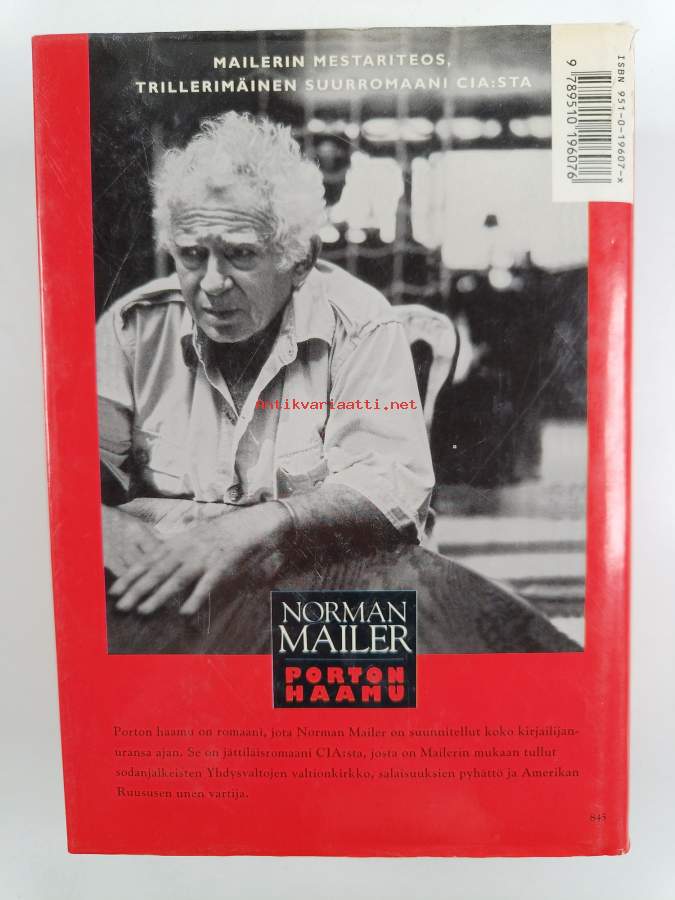 MAILERIN MESTARITEOS,
TRILLERIMÄINEN SUURROMAANI CIA:STA
ISBN 951-0-19607-X
9 789510 196076
Antikvariaatti.net
NORMAN
MAILER
PORTON
HAAMU
Porton haamu on romaani, jota Norman Mailer on suunnitellut koko kirjailijan-
uransa ajan. Se on jättiläisromaani CIA:sta, josta on Mailerin mukaan tullut
sodanjälkeisten Yhdysvaltojen valtionkirkko, salaisuuksien pyhättö ja Amerikan
Ruususen unen vartija.
845